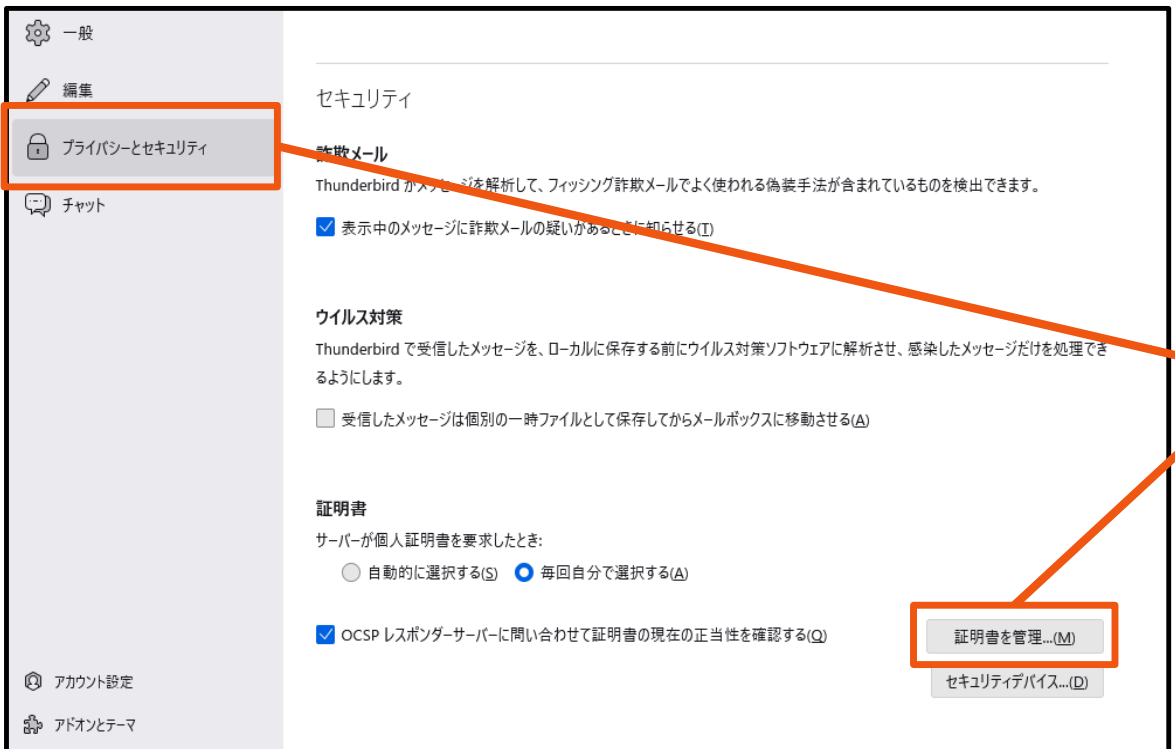 一般
編集
プライバシーとセキュリティ
チャット
アカウント設定
アドオンとテーマ
セキュリティ
詐欺メール
Thunderbird がメッセージを解析して、フィッシング詐欺メールでよく使われる偽装手法が含まれているものを検出できます。
表示中のメッセージに詐欺メールの疑いがあるときに知らせる(T)
ウイルス対策
Thunderbird で受信したメッセージを、ローカルに保存する前にウイルス対策ソフトウェアに解析させ、感染したメッセージだけを処理でき
るようにします。
受信したメッセージは個別の一時ファイルとして保存してからメールボックスに移動させる(A)
証明書
サーバーが個人証明書を要求したとき:
自動的に選択する(S) 毎回自分で選択する(A)
OCSP レスポンダーサーバーに問い合わせて証明書の現在の正当性を確認する(Q)
証明書を管理...(M)
セキュリティデバイス...(D)